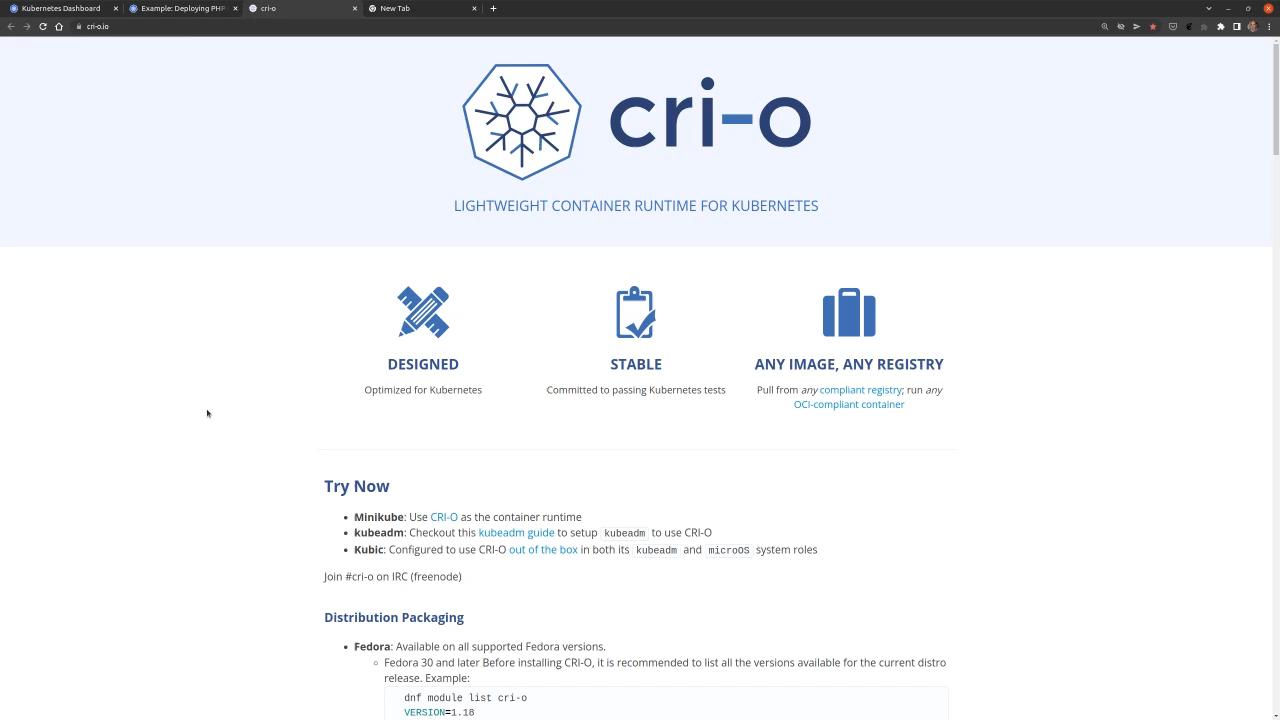 Kubernetes Dashboard
Example: Deploying PHP
cri-o
New Tab
cri-o.io
cri-o
LIGHTWEIGHT CONTAINER RUNTIME FOR KUBERNETES
DESIGNED
Optimized for Kubernetes
STABLE
Committed to passing Kubernetes tests
ANY IMAGE, ANY REGISTRY
Pull from any compliant registry; run any
OCI-compliant container
Try Now
• Minikube: Use CRI-O as the container runtime
• kubeadm: Checkout this kubeadm guide to setup kubeadm to use CRI-O
• Kubic: Configured to use CRI-O out of the box in both its kubeadm and microOS system roles
Join #cri-o on IRC (freenode)
Distribution Packaging
• Fedora: Available on all supported Fedora versions.
◦ Fedora 30 and later Before installing CRI-O, it is recommended to list all the versions available for the current distro
release. Example:
dnf module list cri-o
VERSION=1.18